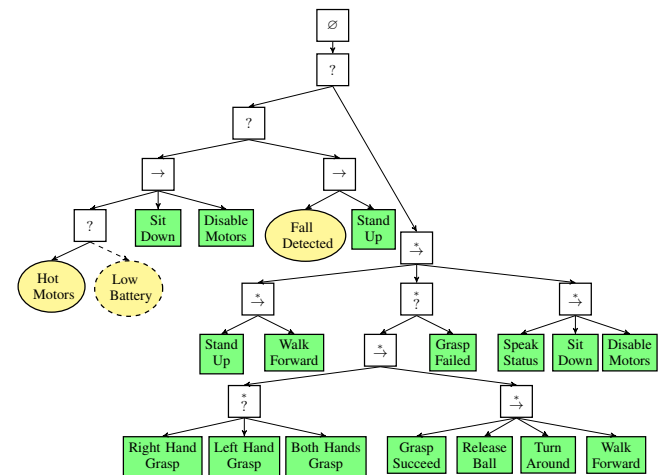 ∅
?
?
→
→
?
Sit
Down
Disable
Motors
Fall
Detected
Stand
Up
*
→
Hot
Motors
Low
Battery
*
→
*
?
*
→
Stand
Up
Walk
Forward
*
→
Grasp
Failed
Speak
Status
Sit
Down
Disable
Motors
*
?
*
→
Right Hand
Grasp
Left Hand
Grasp
Both Hands
Grasp
Grasp
Succeed
Release
Ball
Turn
Around
Walk
Forward